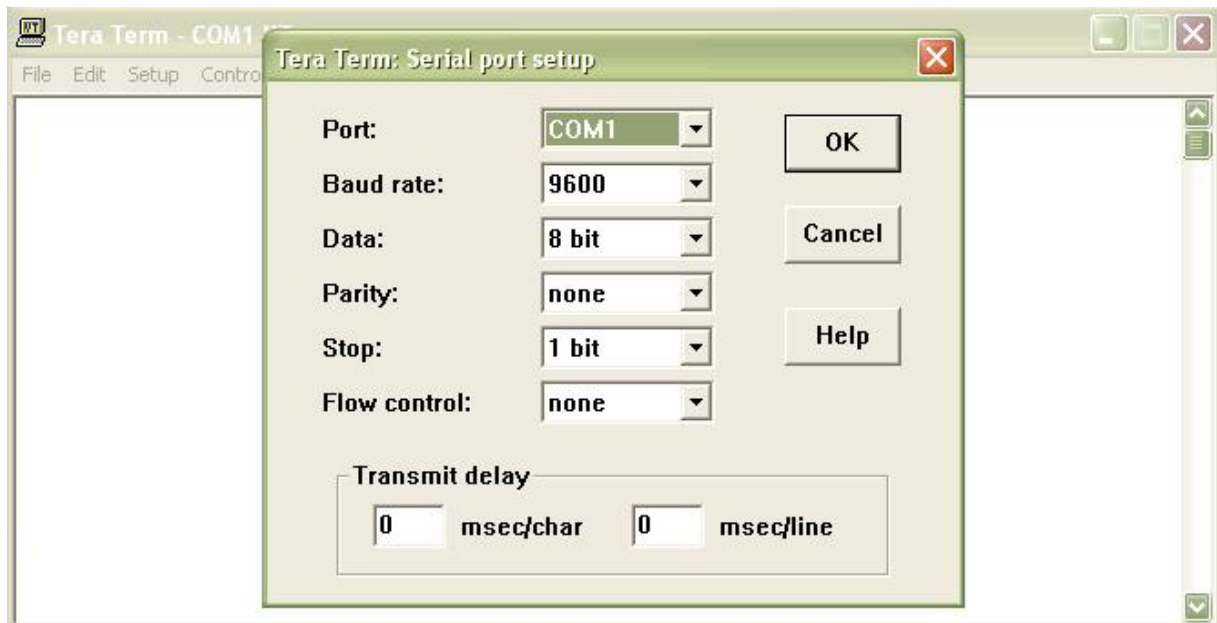 Tera Term - COM1
File Edit Setup Contro
Tera Term: Serial port setup
Port: COM1
Baud rate: 9600
Data: 8 bit
Parity: none
Stop: 1 bit
Flow control: none
OK
Cancel
Help
Transmit delay
0 msec/char 0 msec/line